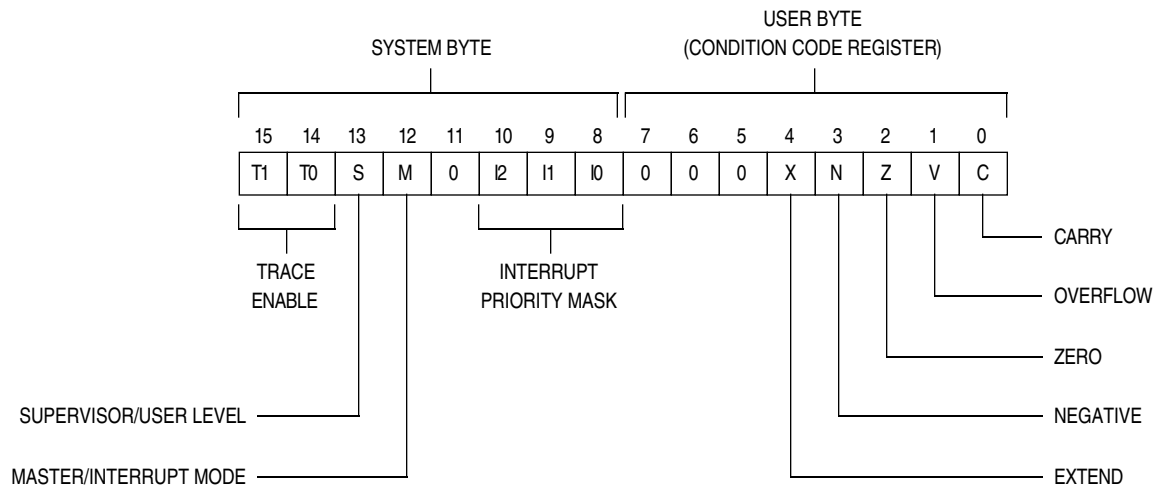 USER BYTE
(CONDITION CODE REGISTER)
SYSTEM BYTE
15 14 13 12 11 10 9 8 7 6 5 4 3 2 1 0
T1 T0 S M 0 I2 I1 I0 0 0 0 X N Z V C
TRACE
ENABLE
INTERRUPT
PRIORITY MASK
CARRY
OVERFLOW
ZERO
SUPERVISOR/USER LEVEL
NEGATIVE
MASTER/INTERRUPT MODE
EXTEND